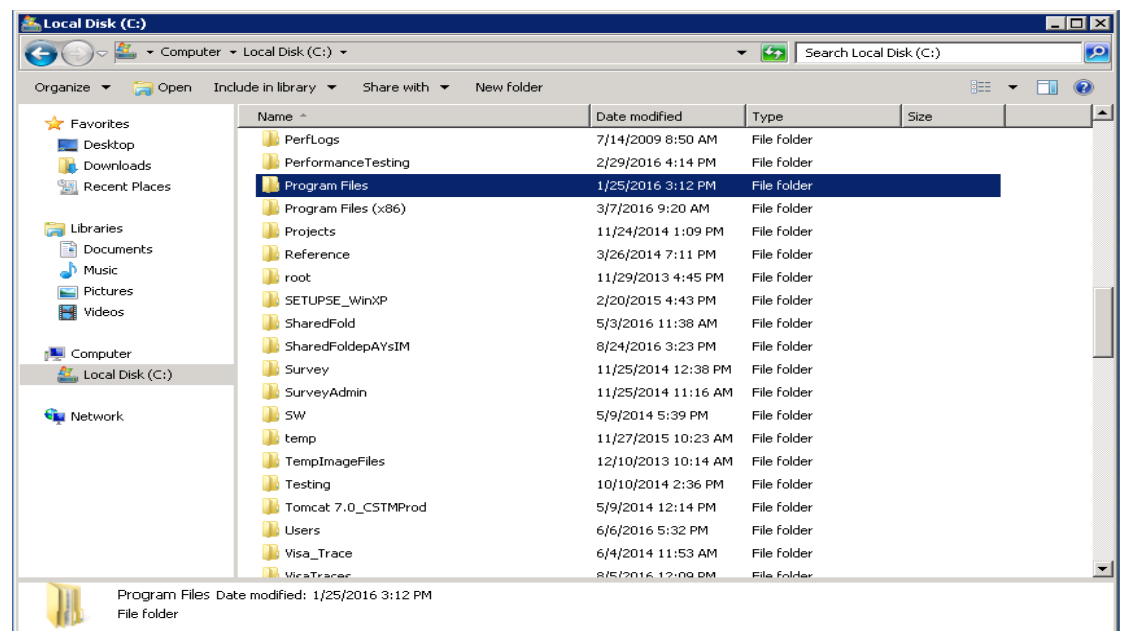 Local Disk (C:)
Computer Local Disk (C:) Search Local Disk (C:)
Organize Open Include in library Share with New folder
Favorites
Desktop
Downloads
Recent Places
Libraries
Documents
Music
Pictures
Videos
Computer
Local Disk (C:)
Network
Name Date modified Type Size
PerfLogs 7/14/2009 8:50 AM File folder
PerformanceTesting 2/29/2016 4:14 PM File folder
Program Files 1/25/2016 3:12 PM File folder
Program Files (x86) 3/7/2016 9:20 AM File folder
Projects 11/24/2014 1:09 PM File folder
Reference 3/26/2014 7:11 PM File folder
root 11/29/2013 4:45 PM File folder
SETUPSE_WinXP 2/20/2015 4:43 PM File folder
SharedFold 5/3/2016 11:38 AM File folder
SharedFoldepAYsIM 8/24/2016 3:23 PM File folder
Survey 11/25/2014 12:38 PM File folder
SurveyAdmin 11/25/2014 11:16 AM File folder
SW 5/9/2014 5:39 PM File folder
temp 11/27/2015 10:23 AM File folder
TempImageFiles 12/10/2013 10:14 AM File folder
Testing 10/10/2014 2:36 PM File folder
Tomcat 7.0_CSTMProd 5/9/2014 12:14 PM File folder
Users 6/6/2016 5:32 PM File folder
Visa_Trace 6/4/2014 11:53 AM File folder
VisaTraces 8/5/2016 12:09 PM File folder
Program Files Date modified: 1/25/2016 3:12 PM
File folder